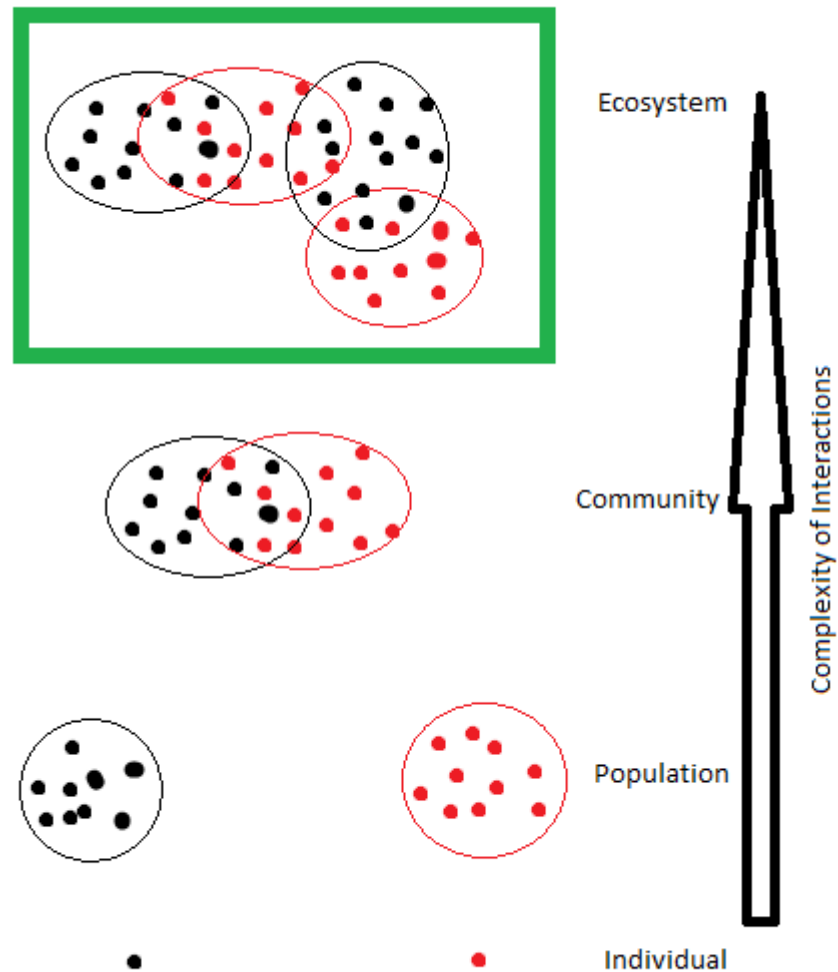 Ecosystem
Community
Complexity of Interactions
Population
Individual